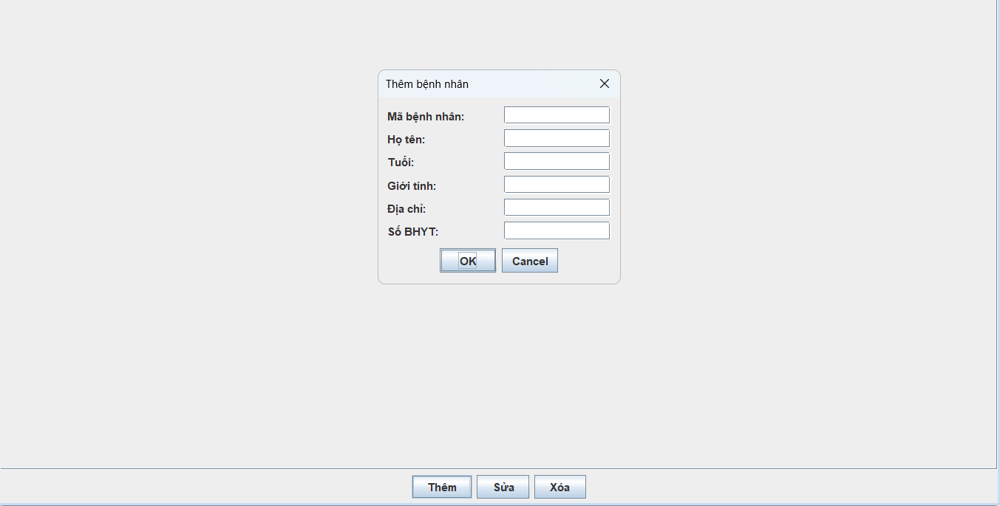 Thêm bệnh nhân
Mã bệnh nhân:
Họ tên:
Tuổi:
Giới tính:
Địa chỉ:
Số BHYT:
OK Cancel
Thêm Sửa Xóa